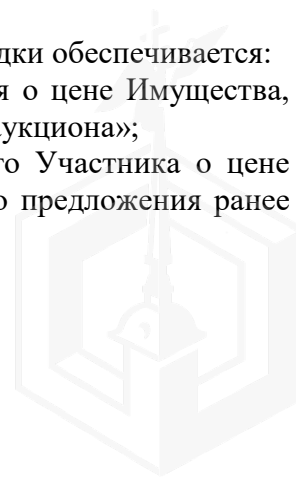 дки обеспечивается:
я о цене Имущества,
укциона»;
го Участника о цене
о предложения ранее